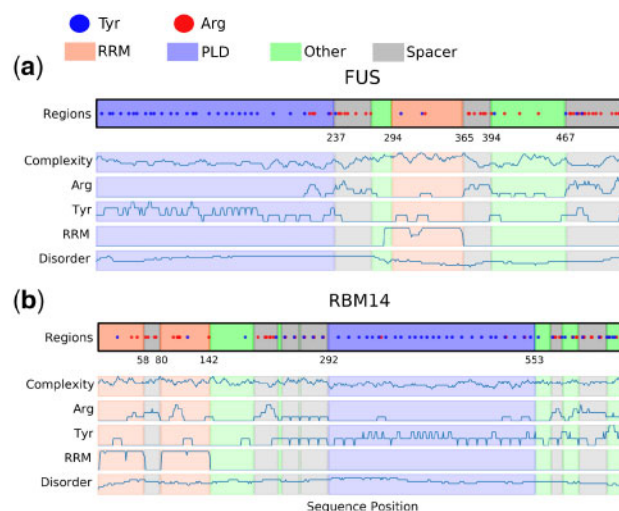 Tyr Arg
RRM PLD Other Spacer
(a)
FUS
Regions
237 294 365 394 467
Complexity
Arg
Tyr
RRM
Disorder
(b)
RBM14
Regions
58 80 142 292 553
Complexity
Arg
Tyr
RRM
Disorder
Sequence Position